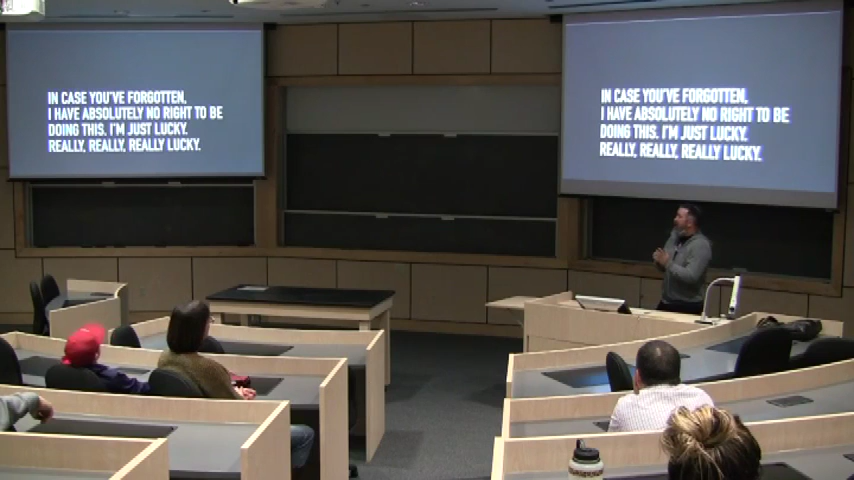 IN CASE YOU'VE FORGOTTEN,
I HAVE ABSOLUTELY NO RIGHT TO BE
DOING THIS. I'M JUST LUCKY.
REALLY, REALLY, REALLY LUCKY.
IN CASE YOU'VE FORGOTTEN,
I HAVE ABSOLUTELY NO RIGHT TO BE
DOING THIS. I'M JUST LUCKY.
REALLY, REALLY, REALLY LUCKY.